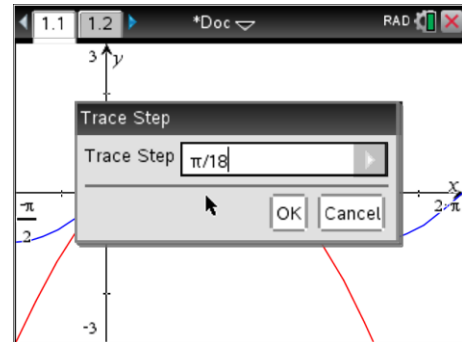 1.1 1.2 *Doc RAD
3 y
Trace Step
Trace Step π/18
x
-π
2
2·π
OK Cancel
-3